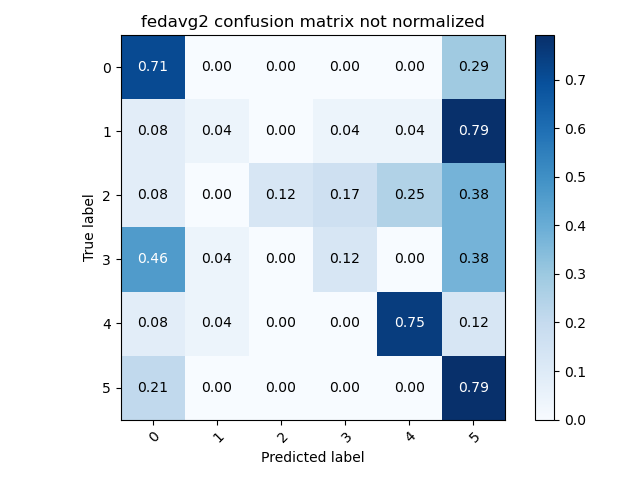 fedavg2 confusion matrix not normalized
0 0.71 0.00 0.00 0.00 0.00 0.29
1 0.08 0.04 0.00 0.04 0.04 0.79
2 0.08 0.00 0.12 0.17 0.25 0.38
3 0.46 0.04 0.00 0.12 0.00 0.38
4 0.08 0.04 0.00 0.00 0.75 0.12
5 0.21 0.00 0.00 0.00 0.00 0.79
0 1 2 3 4 5
True label
Predicted label
0.7
0.6
0.5
0.4
0.3
0.2
0.1
0.0